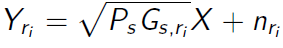 $Y_{r_i} = \sqrt{P_s G_{s,r_i}} X + n_{r_i}$